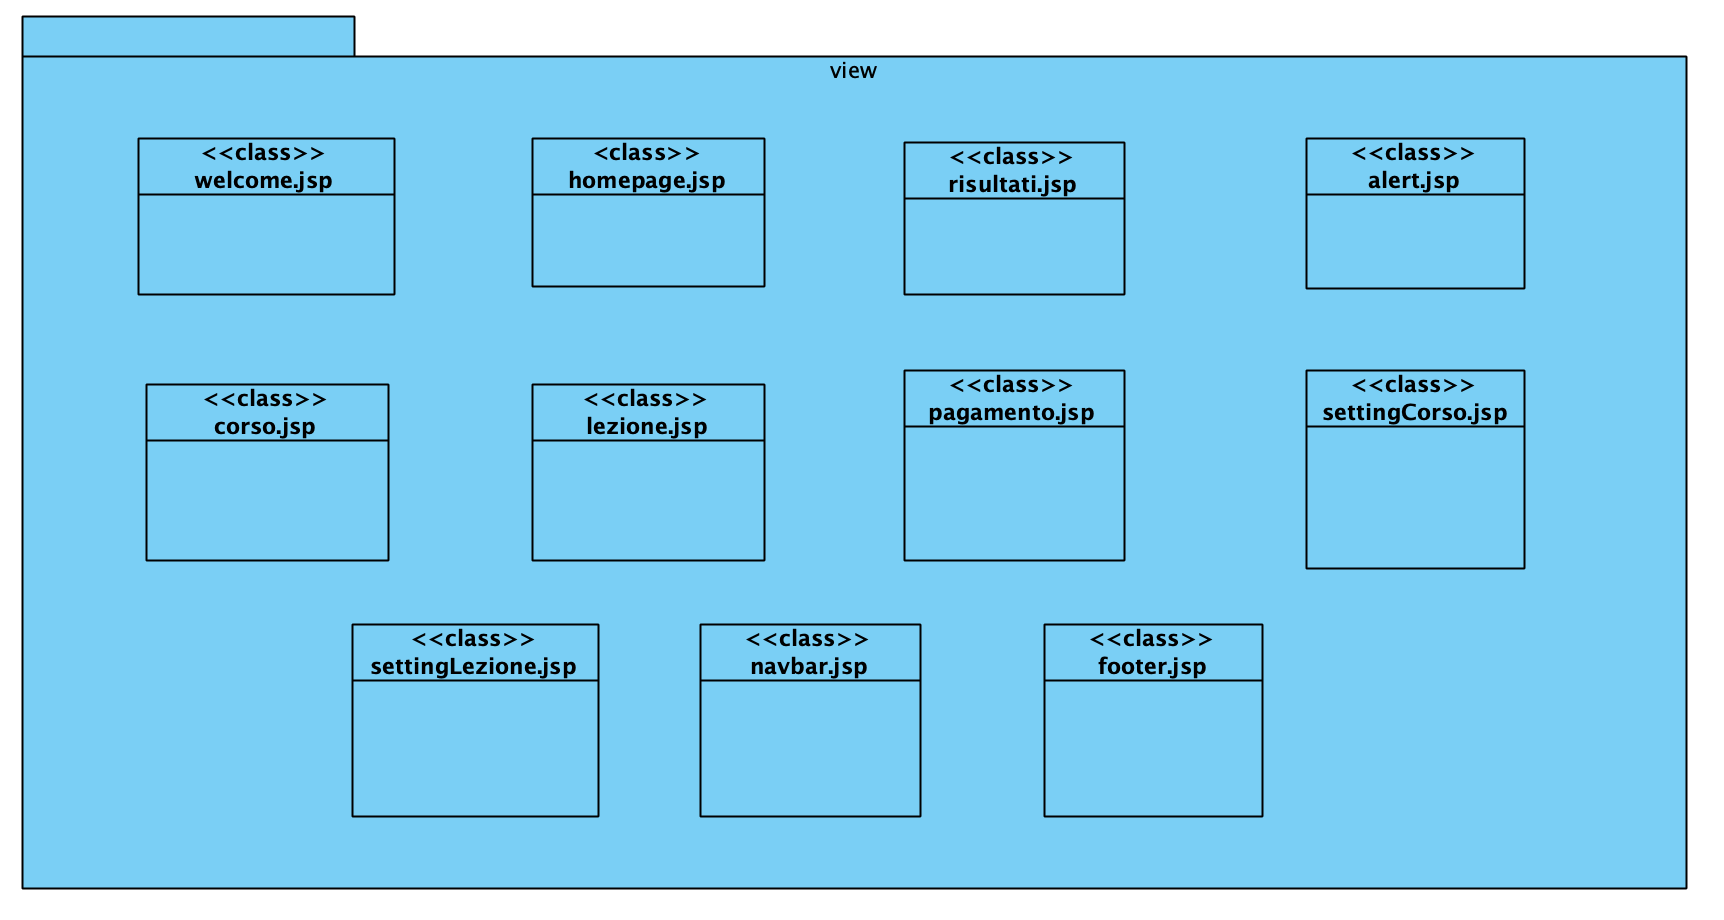 view
<<class>>
welcome.jsp
<class>>
homepage.jsp
<<class>>
risultati.jsp
<<class>>
alert.jsp
<<class>>
corso.jsp
<<class>>
lezione.jsp
<<class>>
pagamento.jsp
<<class>>
settingCorso.jsp
<<class>>
settingLezione.jsp
<<class>>
navbar.jsp
<<class>>
footer.jsp